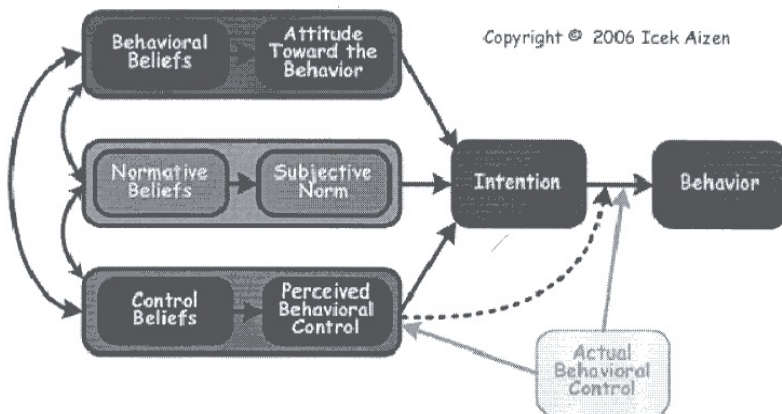 Behavioral
Beliefs
Attitude
Toward the
Behavior
Copyright © 2006 Icek Aizen
Normative
Beliefs
Subjective
Norm
Intention
Behavior
Control
Beliefs
Perceived
Behavioral
Control
Actual
Behavioral
Control